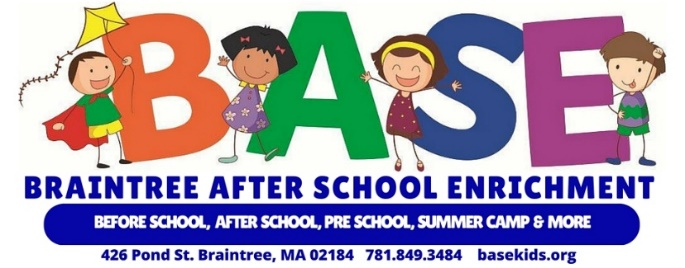 BASE
BRAINTREE AFTER SCHOOL ENRICHMENT
BEFORE SCHOOL, AFTER SCHOOL, PRE SCHOOL, SUMMER CAMP & MORE
426 Pond St. Braintree, MA 02184 781.849.3484 basekids.org